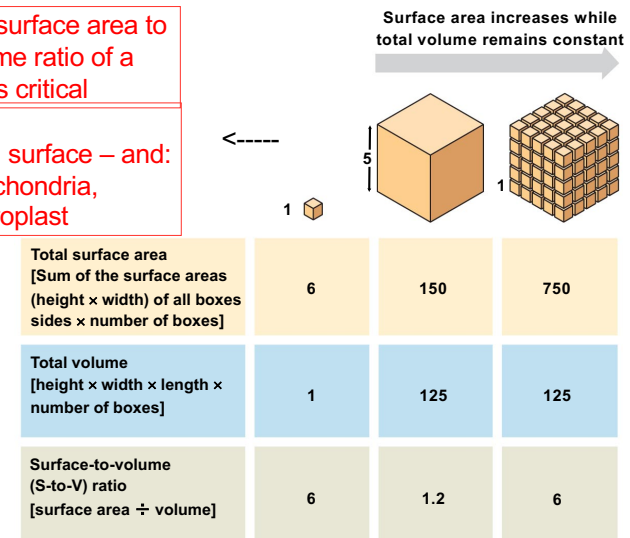 surface area to
me ratio of a
s critical
surface – and:
chondria,
oplast
<-----
Surface area increases while
total volume remains constant
5
1
1
Total surface area
[Sum of the surface areas
(height × width) of all boxes
sides × number of boxes]
6
150
750
Total volume
[height × width × length ×
number of boxes]
1
125
125
Surface-to-volume
(S-to-V) ratio
[surface area ÷ volume]
6
1.2
6